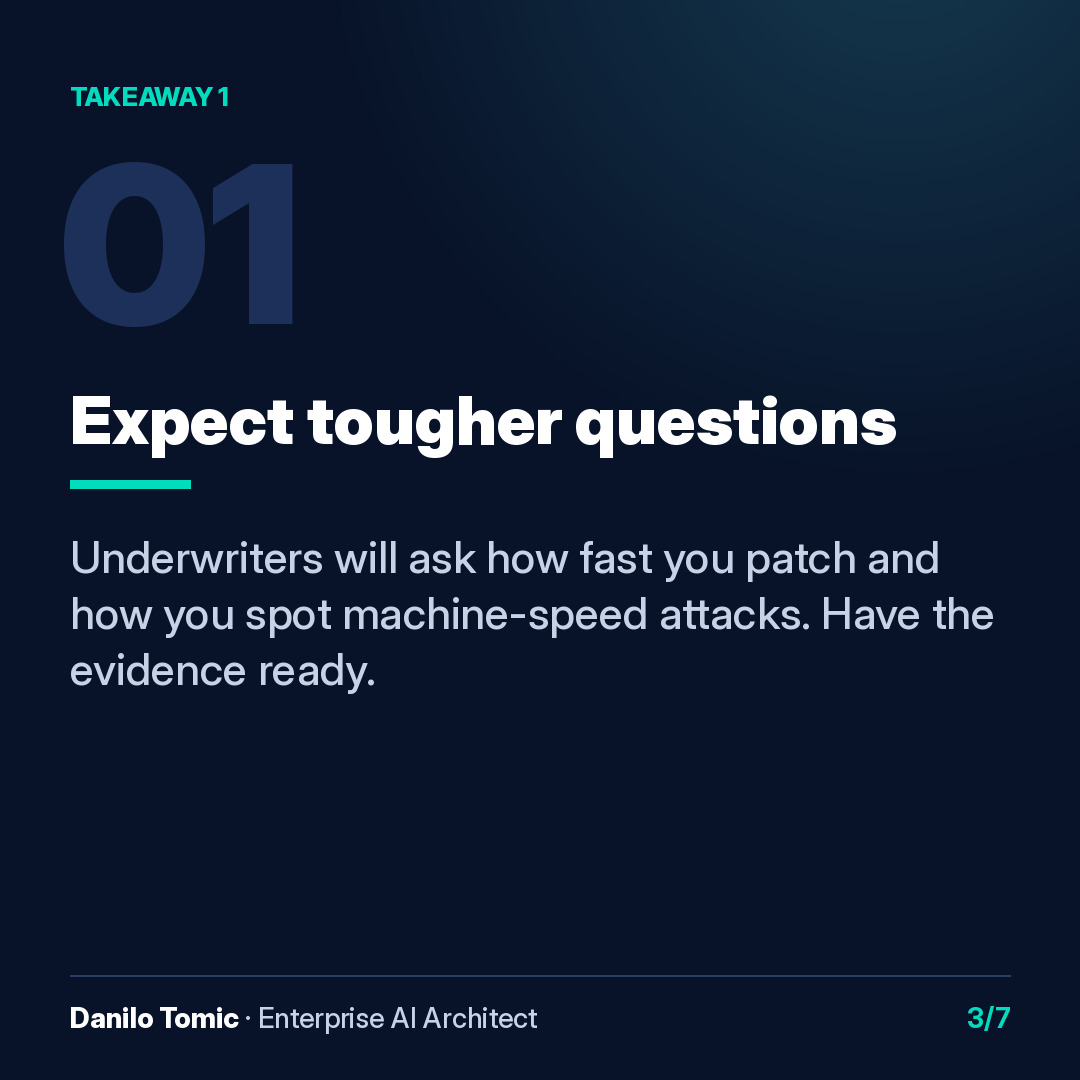 TAKEAWAY 1
01
Expect tougher questions
Underwriters will ask how fast you patch and
how you spot machine-speed attacks. Have the
evidence ready.
Danilo Tomic · Enterprise AI Architect
3/7